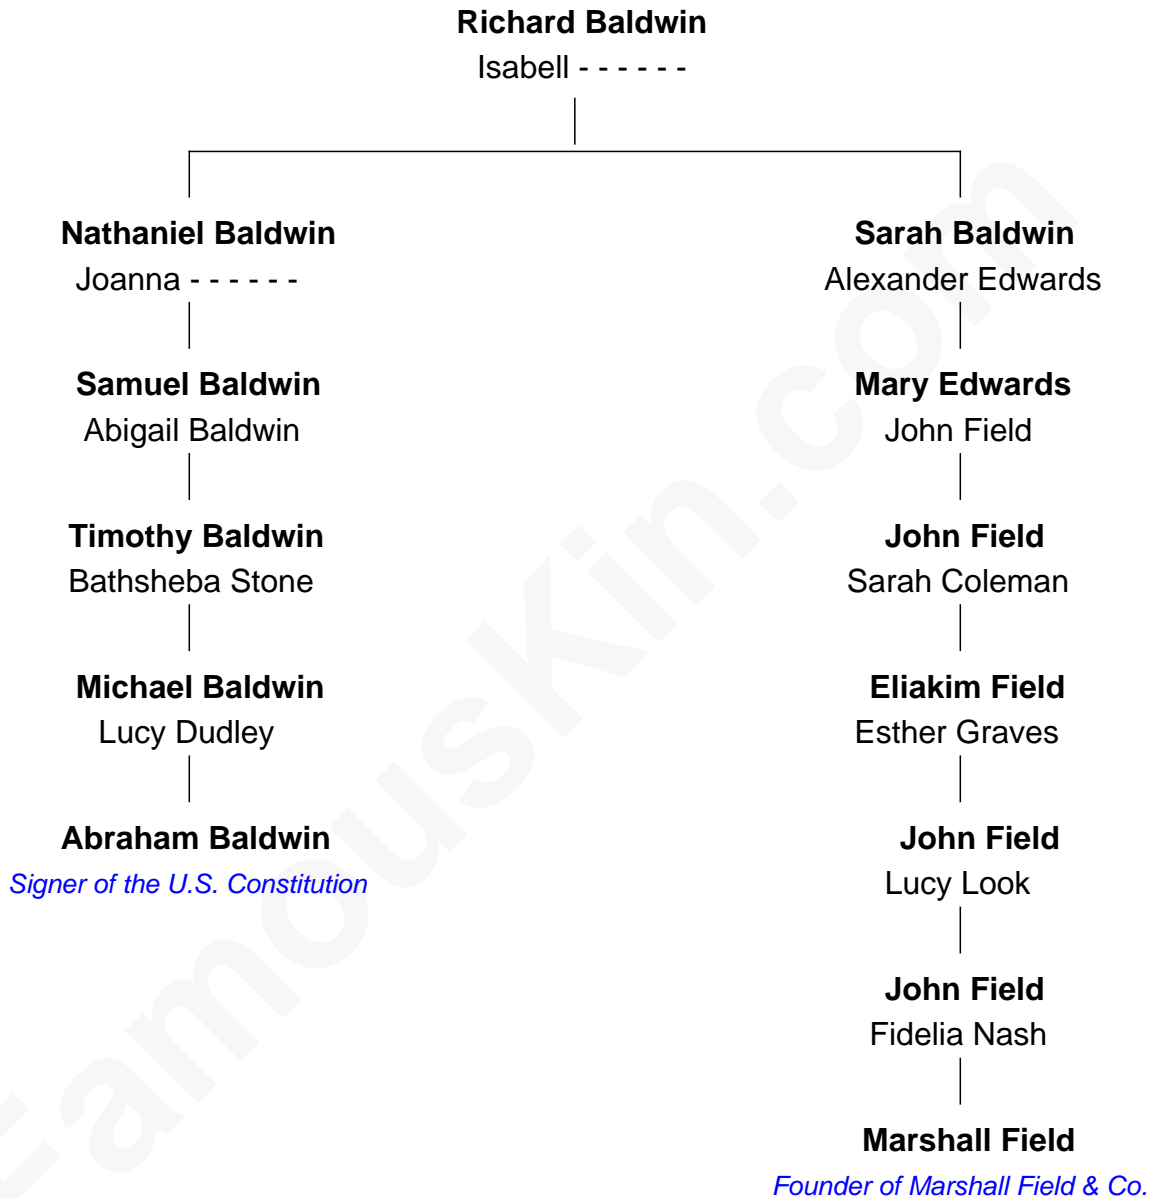 Richard Baldwin
Isabell - - - - - -
Nathaniel Baldwin
Joanna - - - - - -
Samuel Baldwin
Abigail Baldwin
Timothy Baldwin
Bathsheba Stone
Michael Baldwin
Lucy Dudley
Abraham Baldwin
Signer of the U.S. Constitution
Sarah Baldwin
Alexander Edwards
Mary Edwards
John Field
John Field
Sarah Coleman
Eliakim Field
Esther Graves
John Field
Lucy Look
John Field
Fidelia Nash
Marshall Field
Founder of Marshall Field & Co.
FamousKin.com